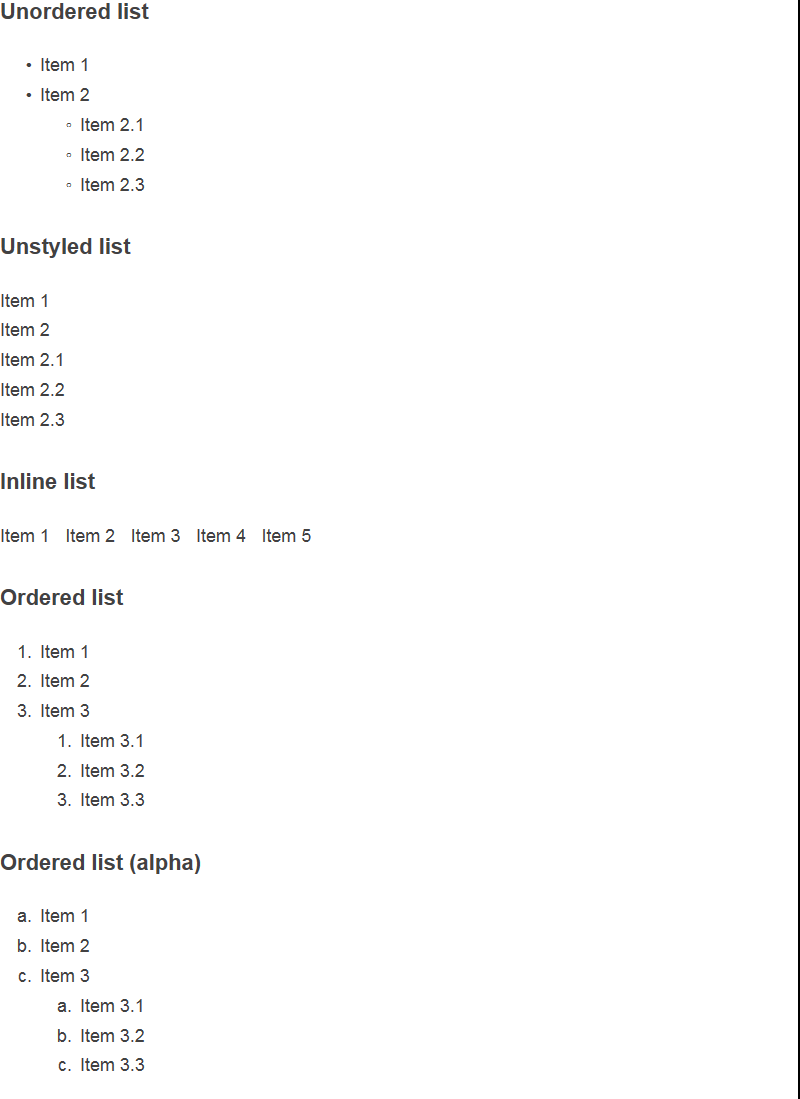 Unordered list
• Item 1
• Item 2
◦ Item 2.1
◦ Item 2.2
◦ Item 2.3
Unstyled list
Item 1
Item 2
Item 2.1
Item 2.2
Item 2.3
Inline list
Item 1 Item 2 Item 3 Item 4 Item 5
Ordered list
1. Item 1
2. Item 2
3. Item 3
1. Item 3.1
2. Item 3.2
3. Item 3.3
Ordered list (alpha)
a. Item 1
b. Item 2
c. Item 3
a. Item 3.1
b. Item 3.2
c. Item 3.3